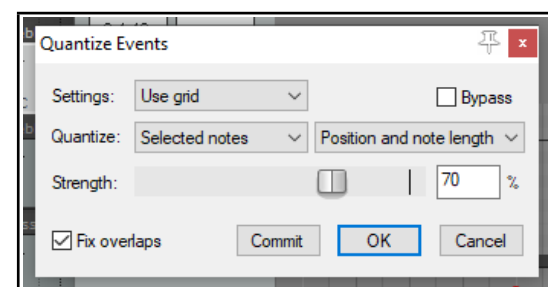 Quantize Events
Settings: Use grid Bypass
Quantize: Selected notes Position and note length
Strength: 70 %
Fix overlaps Commit OK Cancel